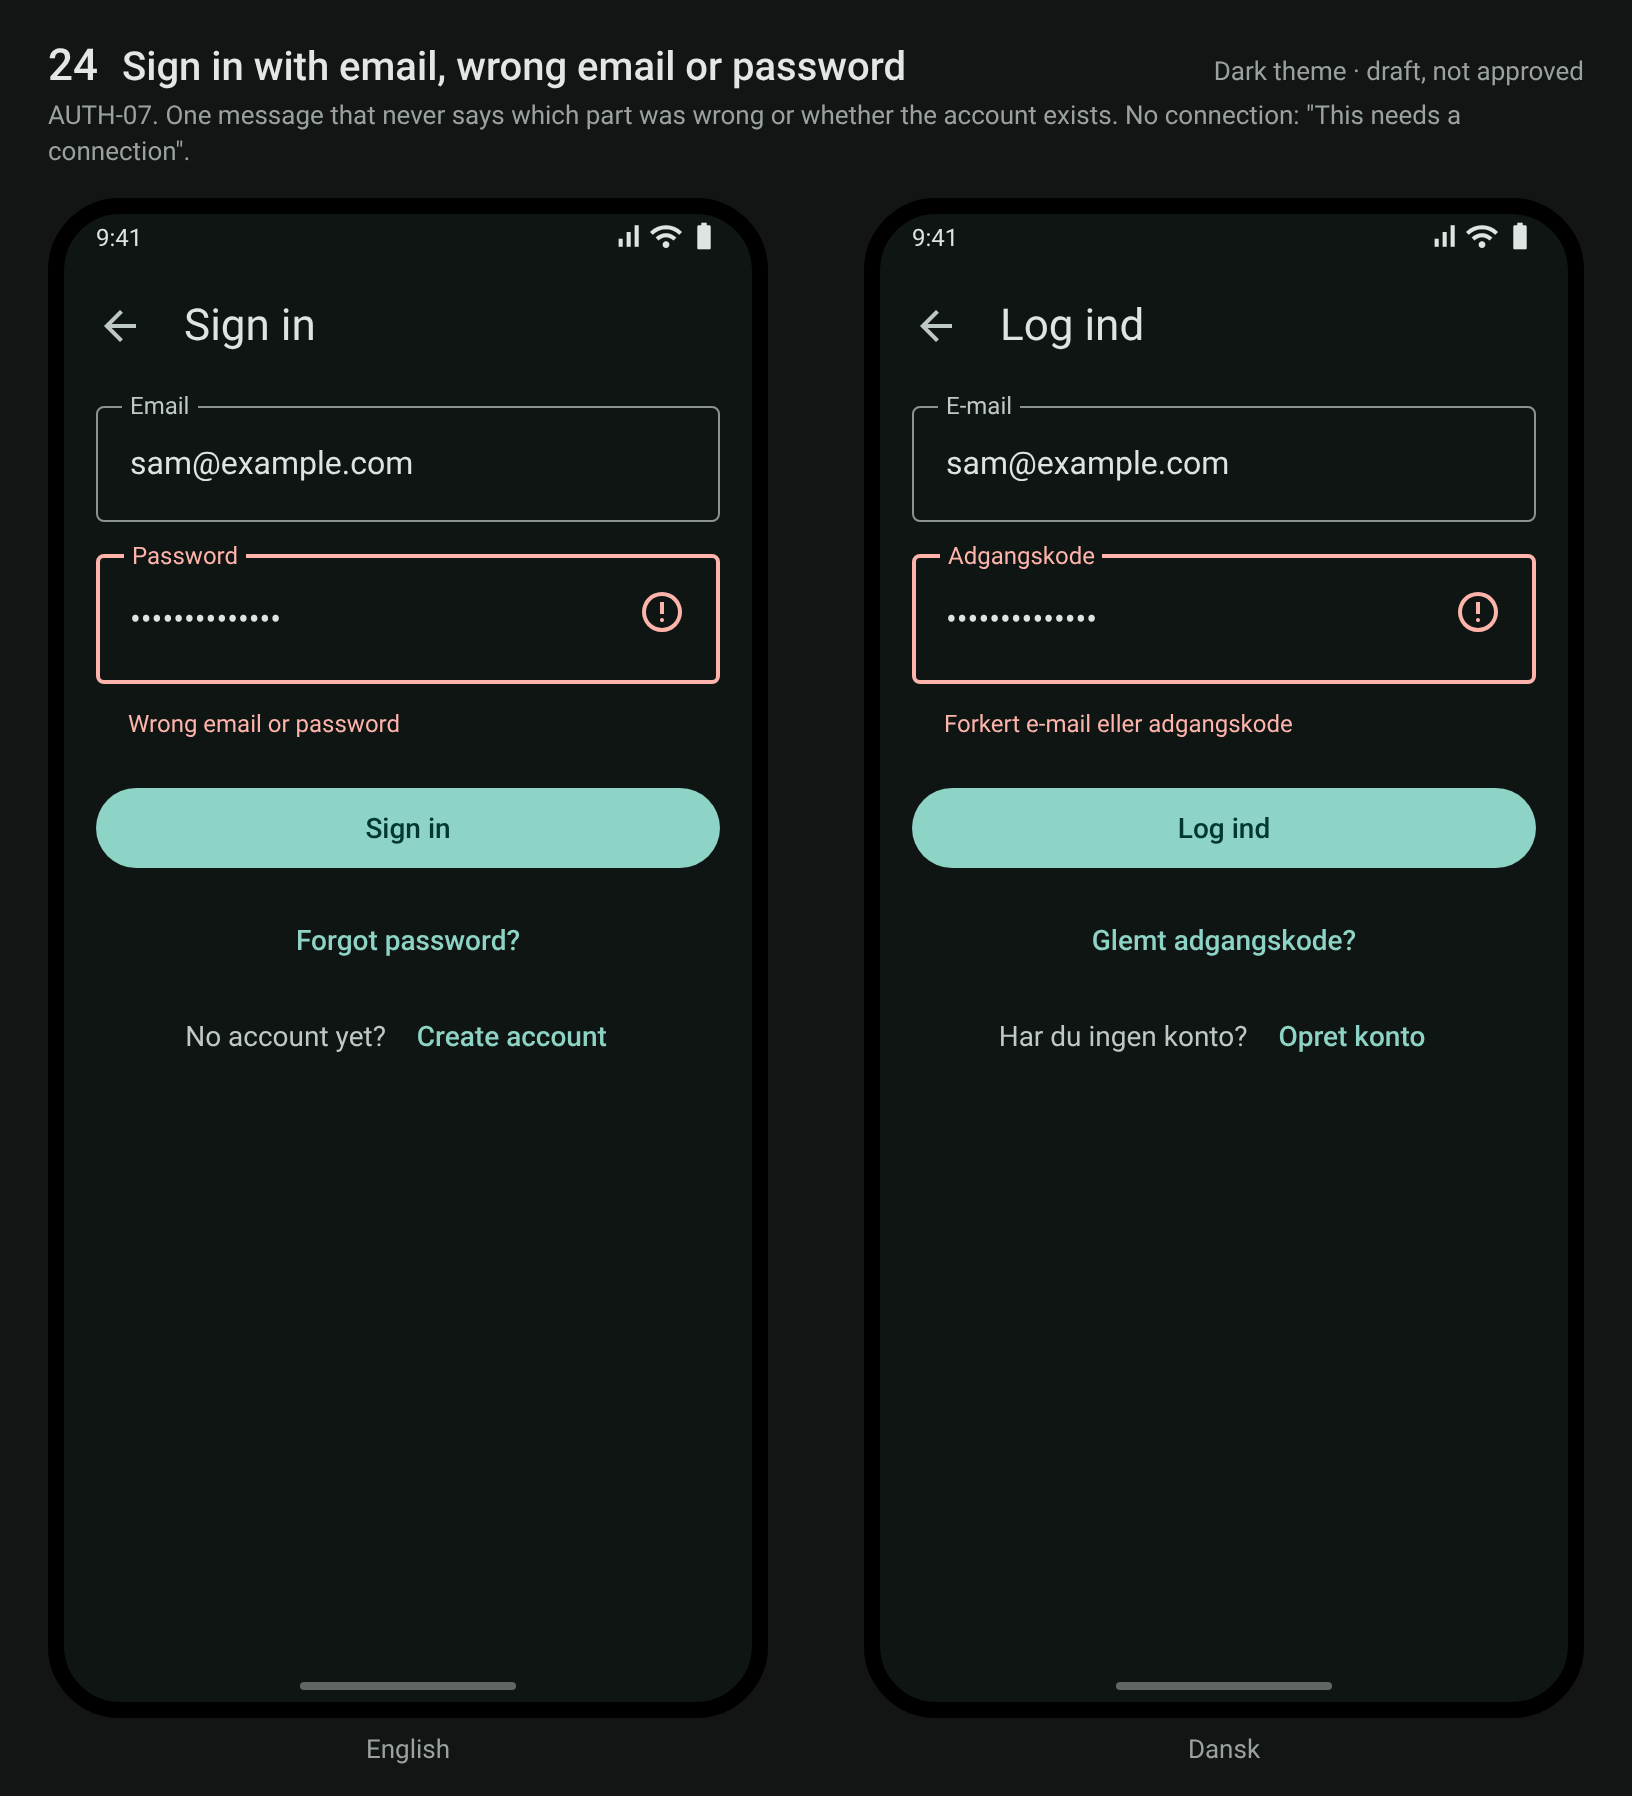 24 Sign in with email, wrong email or password
Dark theme · draft, not approved
AUTH-07. One message that never says which part was wrong or whether the account exists. No connection: "This needs a
connection".
9:41
Sign in
Email
sam@example.com
Password
••••••••••••••
Wrong email or password
Sign in
Forgot password?
No account yet? Create account
English
9:41
Log ind
E-mail
sam@example.com
Adgangskode
••••••••••••••
Forkert e-mail eller adgangskode
Log ind
Glemt adgangskode?
Har du ingen konto? Opret konto
Dansk